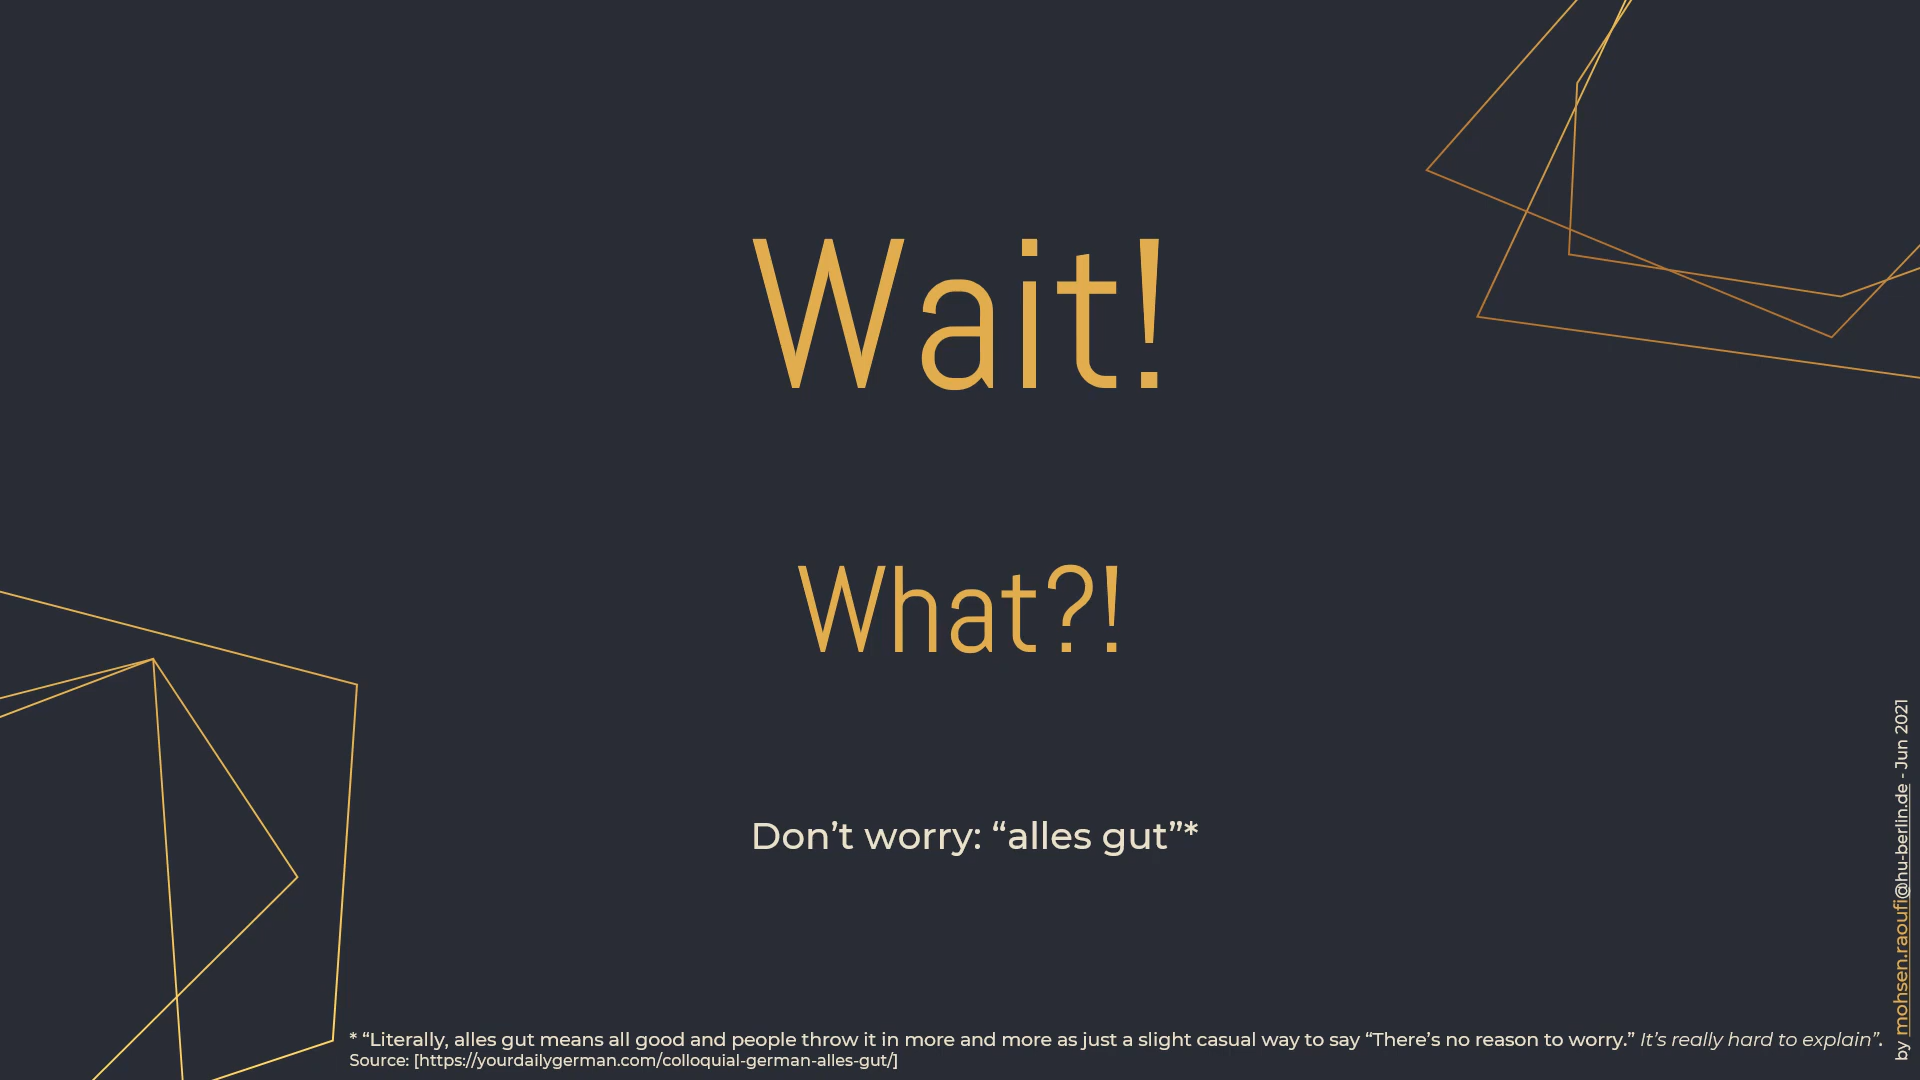 Wait!
What?!
Don’t worry: “alles gut”*
* “Literally, alles gut means all good and people throw it in more and more as just a slight casual way to say “There’s no reason to worry.” It’s really hard to explain”.
Source: [https://yourdailygerman.com/colloquial-german-alles-gut/]
by mohsen.raoufi@hu-berlin.de - Jun 2021